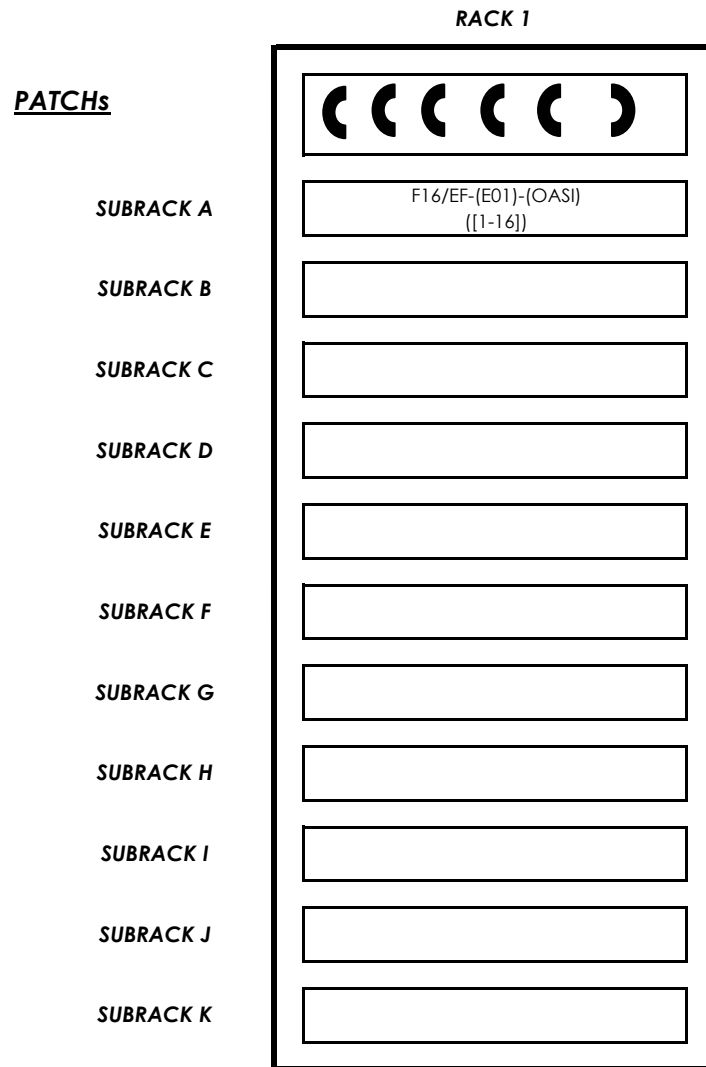 RACK 1
PATCHs
SUBRACK A
F16/EF-(E01)-(OASI)
([1-16])
SUBRACK B
SUBRACK C
SUBRACK D
SUBRACK E
SUBRACK F
SUBRACK G
SUBRACK H
SUBRACK I
SUBRACK J
SUBRACK K